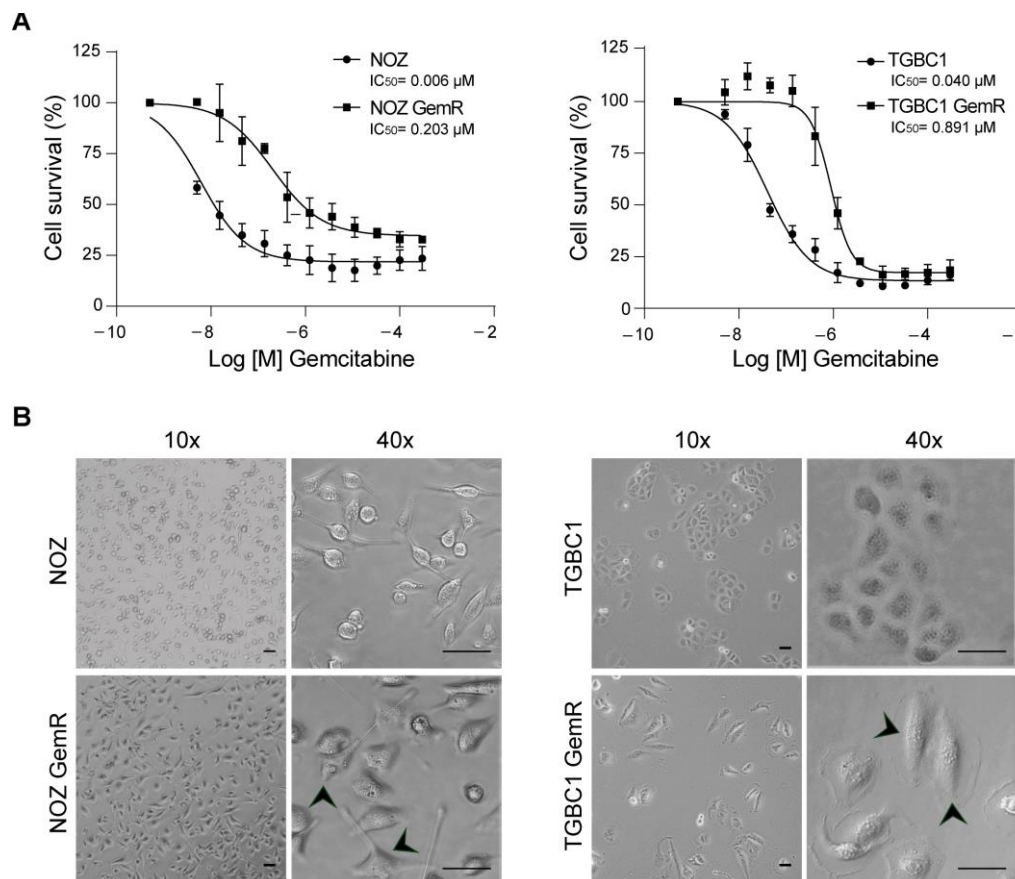 A
Cell survival (%)
125
100
75
50
25
0
−10
−8
−6
−4
−2
Log [M] Gemcitabine
NOZ
IC50= 0.006 µM
NOZ GemR
IC50= 0.203 µM
Cell survival (%)
125
100
75
50
25
0
−10
−8
−6
−4
Log [M] Gemcitabine
TGBC1
IC50= 0.040 µM
TGBC1 GemR
IC50= 0.891 µM
B
10x
40x
10x
40x
NOZ
TGBC1
NOZ GemR
TGBC1 GemR